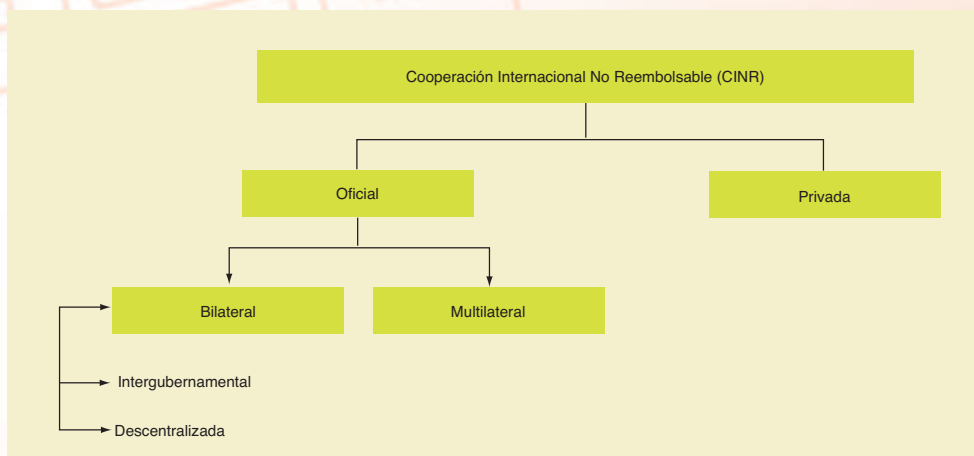 Cooperación Internacional No Reembolsable (CINR)
Oficial
Privada
Bilateral
Multilateral
Intergubernamental
Descentralizada